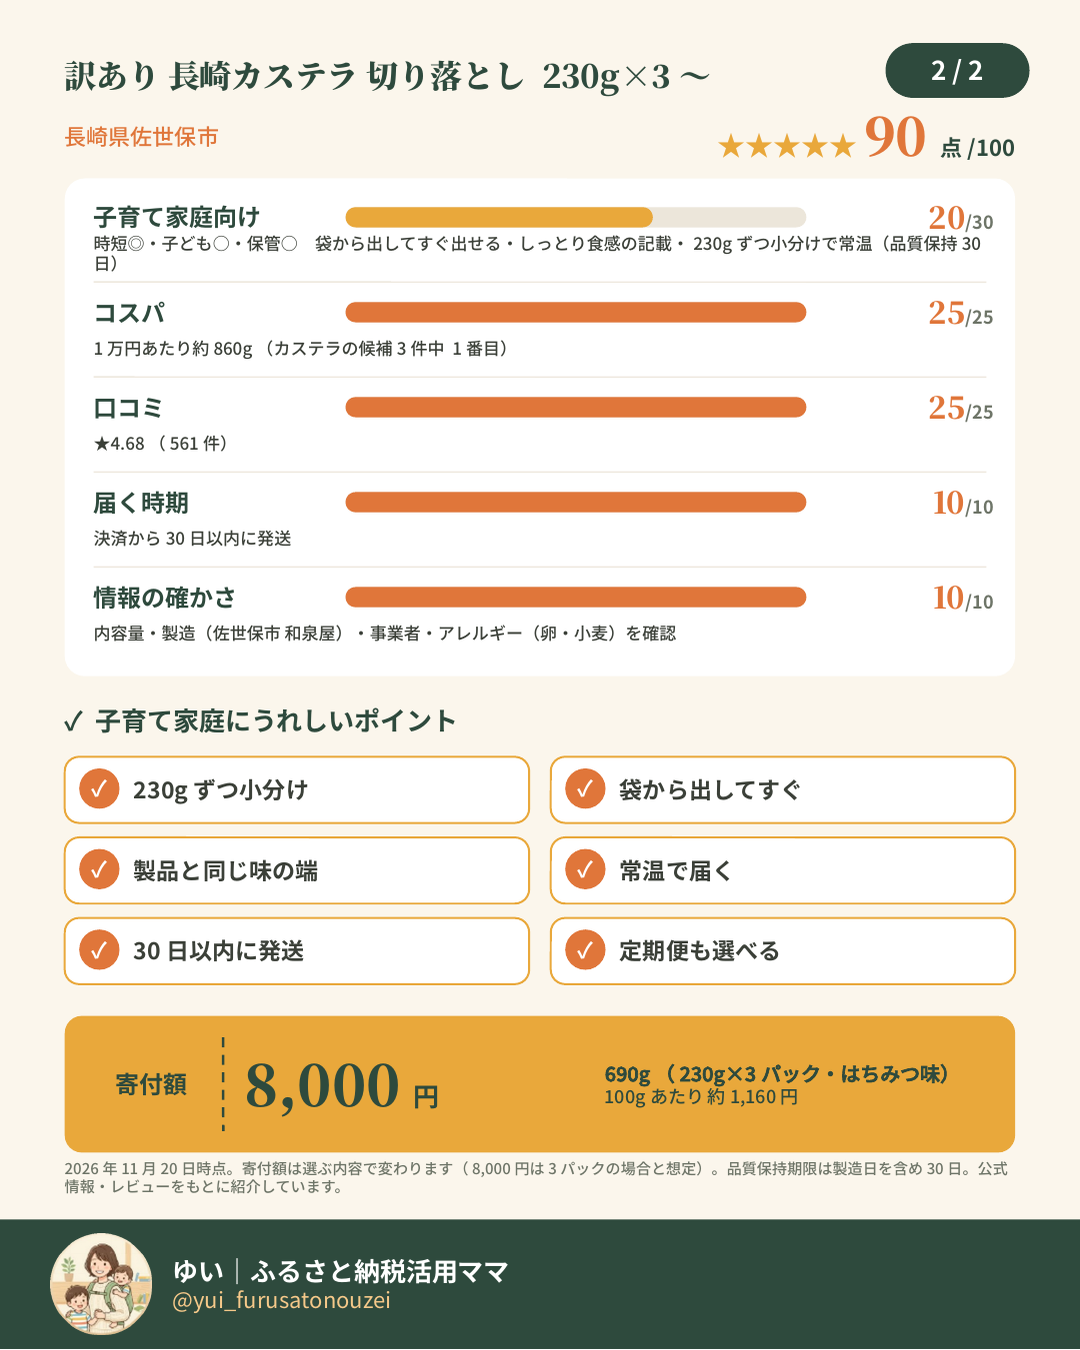 訳あり 長崎カステラ 切り落とし 230g×3 〜
2 / 2
長崎県佐世保市
★★★★★ 90 点 /100
子育て家庭向け 20/30
時短◎・子ども○・保管○　袋から出してすぐ出せる・しっとり食感の記載・ 230g ずつ小分けで常温（品質保持 30
日）
コスパ 25/25
1 万円あたり約 860g （カステラの候補 3 件中 1 番目）
口コミ 25/25
★4.68 （ 561 件）
届く時期 10/10
決済から 30 日以内に発送
情報の確かさ 10/10
内容量・製造（佐世保市 和泉屋）・事業者・アレルギー（卵・小麦）を確認
✓ 子育て家庭にうれしいポイント
✓ 230g ずつ小分け
✓ 袋から出してすぐ
✓ 製品と同じ味の端
✓ 常温で届く
✓ 30 日以内に発送
✓ 定期便も選べる
寄付額 8,000 円
690g （ 230g×3 パック・はちみつ味）
100g あたり 約 1,160 円
2026 年 11 月 20 日時点。寄付額は選ぶ内容で変わります（ 8,000 円は 3 パックの場合と想定）。品質保持期限は製造日を含め 30 日。公式
情報・レビューをもとに紹介しています。
ゆい｜ふるさと納税活用ママ
@yui_furusatonouzei